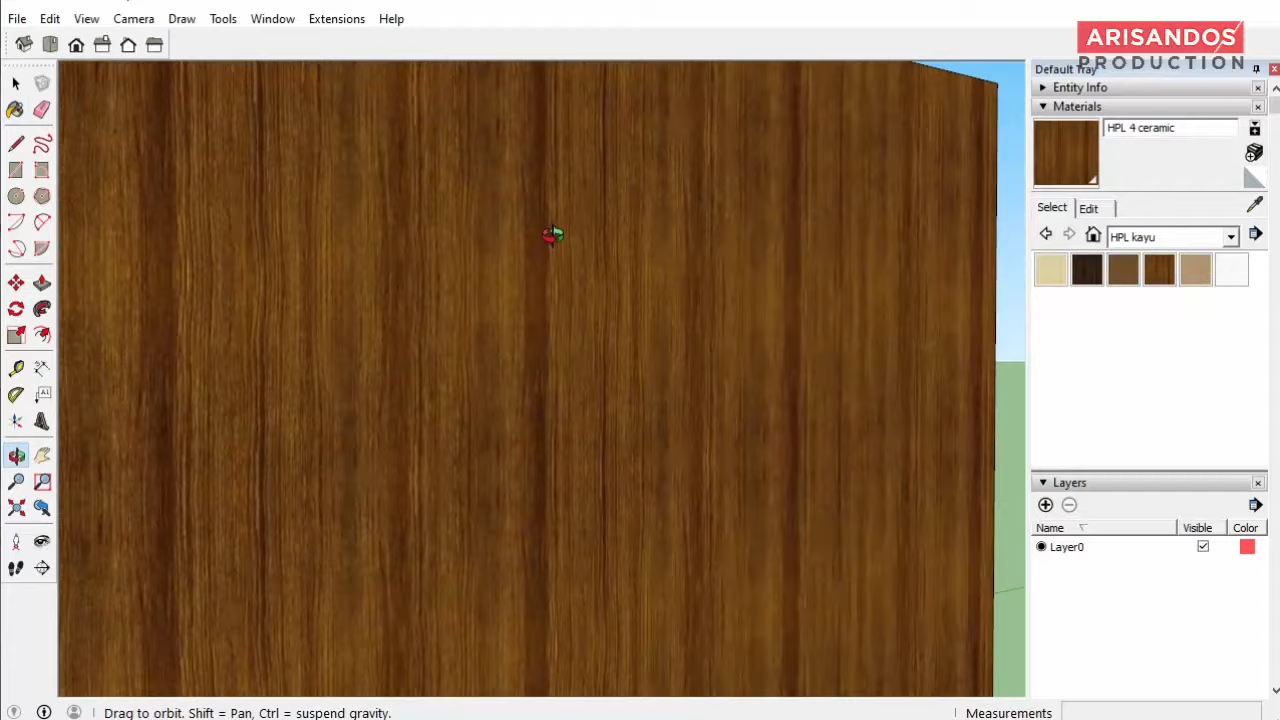 File Edit View Camera Draw Tools Window Extensions Help
ARISANDOS
PRODUCTION
Default Tray
Entity Info
Materials
HPL 4 ceramic
Select Edit
HPL kayu
Layers
Name Visible Color
Layer0
Drag to orbit. Shift = Pan, Ctrl = suspend gravity.
Measurements